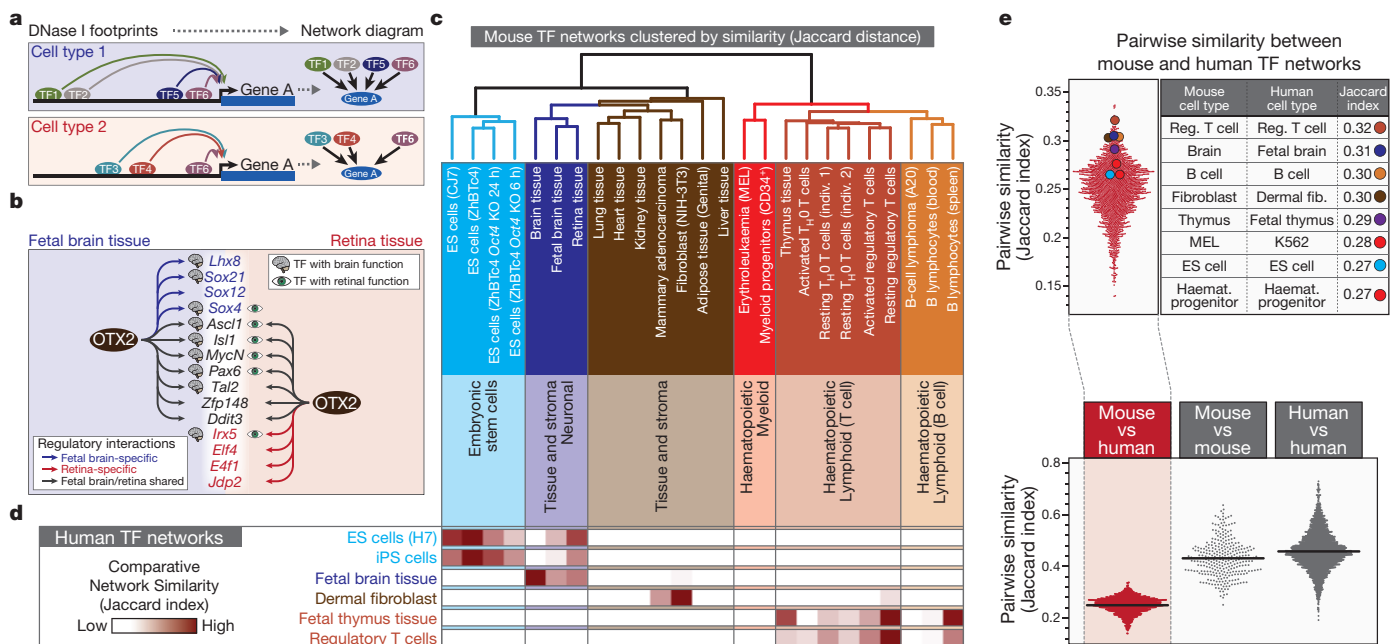 a
DNase I footprints
Network diagram
Cell type 1
TF1
TF2
TF5
TF6
Gene A
TF1
TF2
TF5
TF6
Gene A
Cell type 2
TF3
TF4
TF6
Gene A
TF3
TF4
TF6
Gene A
b
Fetal brain tissue
Retina tissue
OTX2
Lhx8
Sox21
Sox12
Sox4
Ascl1
Isl1
MycN
Pax6
Tal2
Zfp148
Ddit3
Irx5
Elf4
E4f1
Jdp2
OTX2
TF with brain function
TF with retinal function
Regulatory interactions
Fetal brain-specific
Retina-specific
Fetal brain/retina shared
c
Mouse TF networks clustered by similarity (Jaccard distance)
ES cells (CJ7)
ES cells (ZhBTc4)
ES cells (ZhBTc4 Oct4 KO 24 h)
ES cells (ZhBTc4 Oct4 KO 6 h)
Brain tissue
Fetal brain tissue
Retina tissue
Lung tissue
Heart tissue
Kidney tissue
Mammary adenocarcinoma
Fibroblast (NIH-3T3)
Adipose tissue (Genital)
Liver tissue
Erythroleukaemia (MEL)
Myeloid progenitors (CD34+)
Thymus tissue
Activated TH0 T cells
Resting TH0 T cells (indiv. 1)
Resting TH0 T cells (indiv. 2)
Activated regulatory T cells
Resting regulatory T cells
B-cell lymphoma (A20)
B lymphocytes (blood)
B lymphocytes (spleen)
Embryonic
stem cells
Tissue and stroma
Neuronal
Tissue and stroma
Haematopoietic
Myeloid
Haematopoietic
Lymphoid (T cell)
Haematopoietic
Lymphoid (B cell)
d
Human TF networks
Comparative
Network Similarity
(Jaccard index)
Low
High
ES cells (H7)
iPS cells
Fetal brain tissue
Dermal fibroblast
Fetal thymus tissue
Regulatory T cells
e
Pairwise similarity between
mouse and human TF networks
Pairwise similarity
(Jaccard index)
0.35
0.3
0.25
0.2
0.15
Mouse
cell type
Human
cell type
Jaccard
index
Reg. T cell Reg. T cell 0.32
Brain Fetal brain 0.31
B cell B cell 0.30
Fibroblast Dermal fib. 0.30
Thymus Fetal thymus 0.29
MEL K562 0.28
ES cell ES cell 0.27
Haemat.
progenitor
Haemat.
progenitor
0.27
Mouse
vs
human
Mouse
vs
mouse
Human
vs
human
Pairwise similarity
(Jaccard index)
0.8
0.6
0.4
0.2